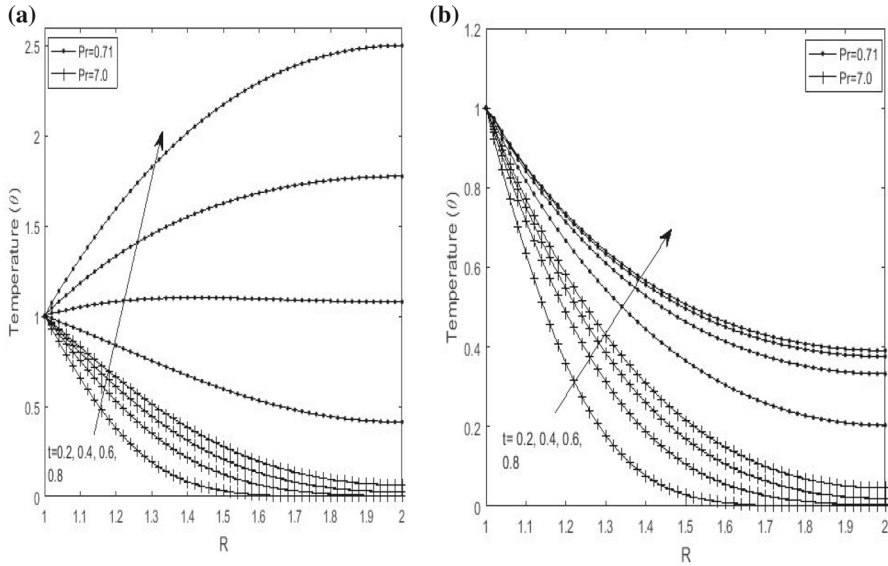 (a)
2.5
2
1.5
1
0.5
0
Temperature (θ)
Pr=0.71
Pr=7.0
t=0.2, 0.4, 0.6,
0.8
1 1.1 1.2 1.3 1.4 1.5 1.6 1.7 1.8 1.9 2
R
(b)
1.2
1
0.8
0.6
0.4
0.2
0
Temperature (θ)
Pr=0.71
Pr=7.0
t= 0.2, 0.4, 0.6,
0.8
1 1.1 1.2 1.3 1.4 1.5 1.6 1.7 1.8 1.9 2
R